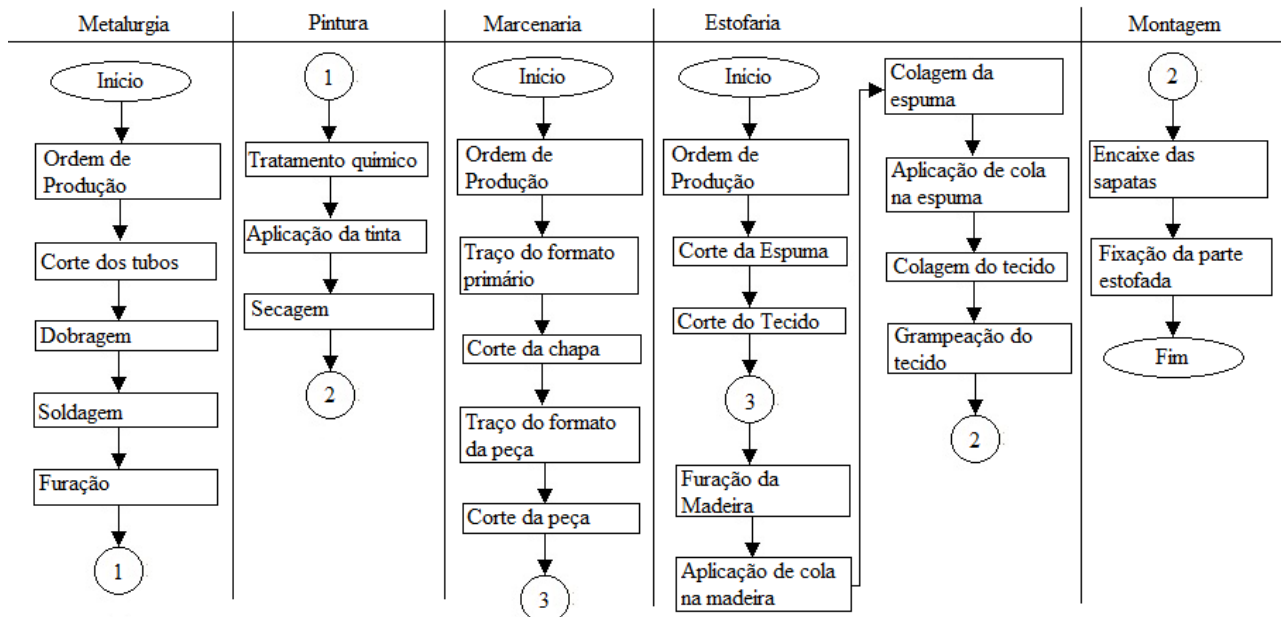 Metalurgia
Início
Ordem de
Produção
Corte dos tubos
Dobragem
Soldagem
Furação
1
Pintura
1
Tratamento químico
Aplicação da tinta
Secagem
2
Marcenaria
Início
Ordem de
Produção
Traço do formato
primário
Corte da chapa
Traço do formato
da peça
Corte da peça
3
Estofaria
Início
Ordem de
Produção
Corte da Espuma
Corte do Tecido
3
Furação da
Madeira
Aplicação de cola
na madeira
Colagem da
espuma
Aplicação de cola
na espuma
Colagem do tecido
Grampeação do
tecido
2
Montagem
2
Encaixe das
sapatas
Fixação da parte
estofada
Fim